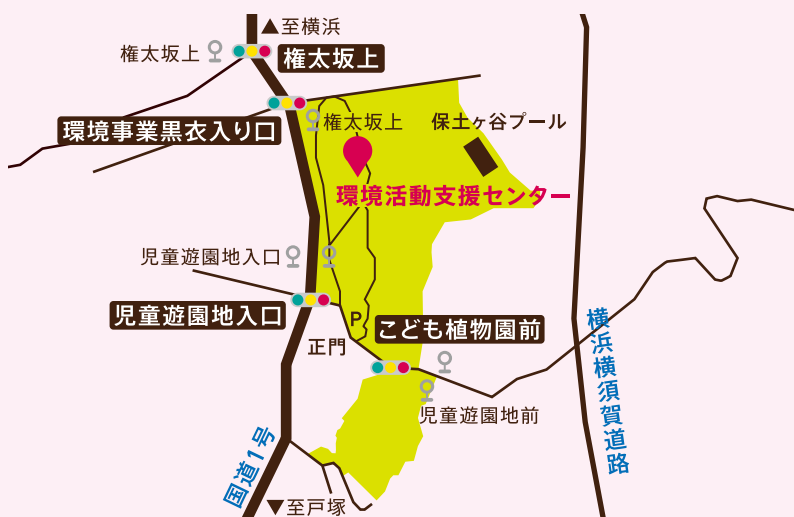 ▲至横浜
権太坂上
権太坂上
環境事業黒衣入り口
権太坂上
保土ヶ谷プール
環境活動支援センター
児童遊園地入口
児童遊園地入口
P
こども植物園前
正門
横浜横須賀道路
児童遊園地前
国道1号
▼至戸塚